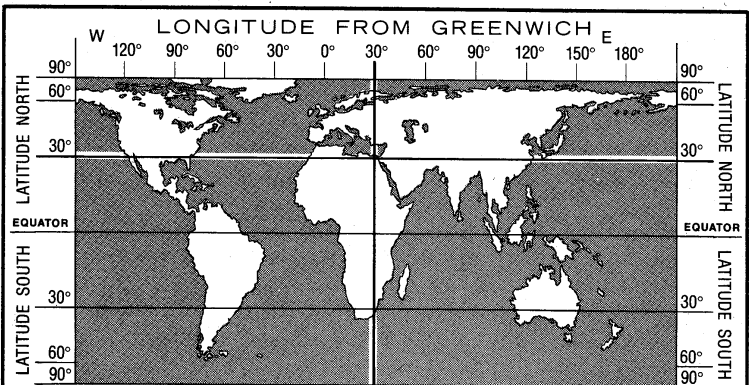 LONGITUDE FROM GREENWICH
W E
120° 90° 60° 30° 0° 30° 60° 90° 120° 150° 180°
90° 90°
60° 60°
LATITUDE NORTH LATITUDE NORTH
30° 30°
EQUATOR EQUATOR
LATITUDE SOUTH LATITUDE SOUTH
30° 30°
60° 60°
90° 90°